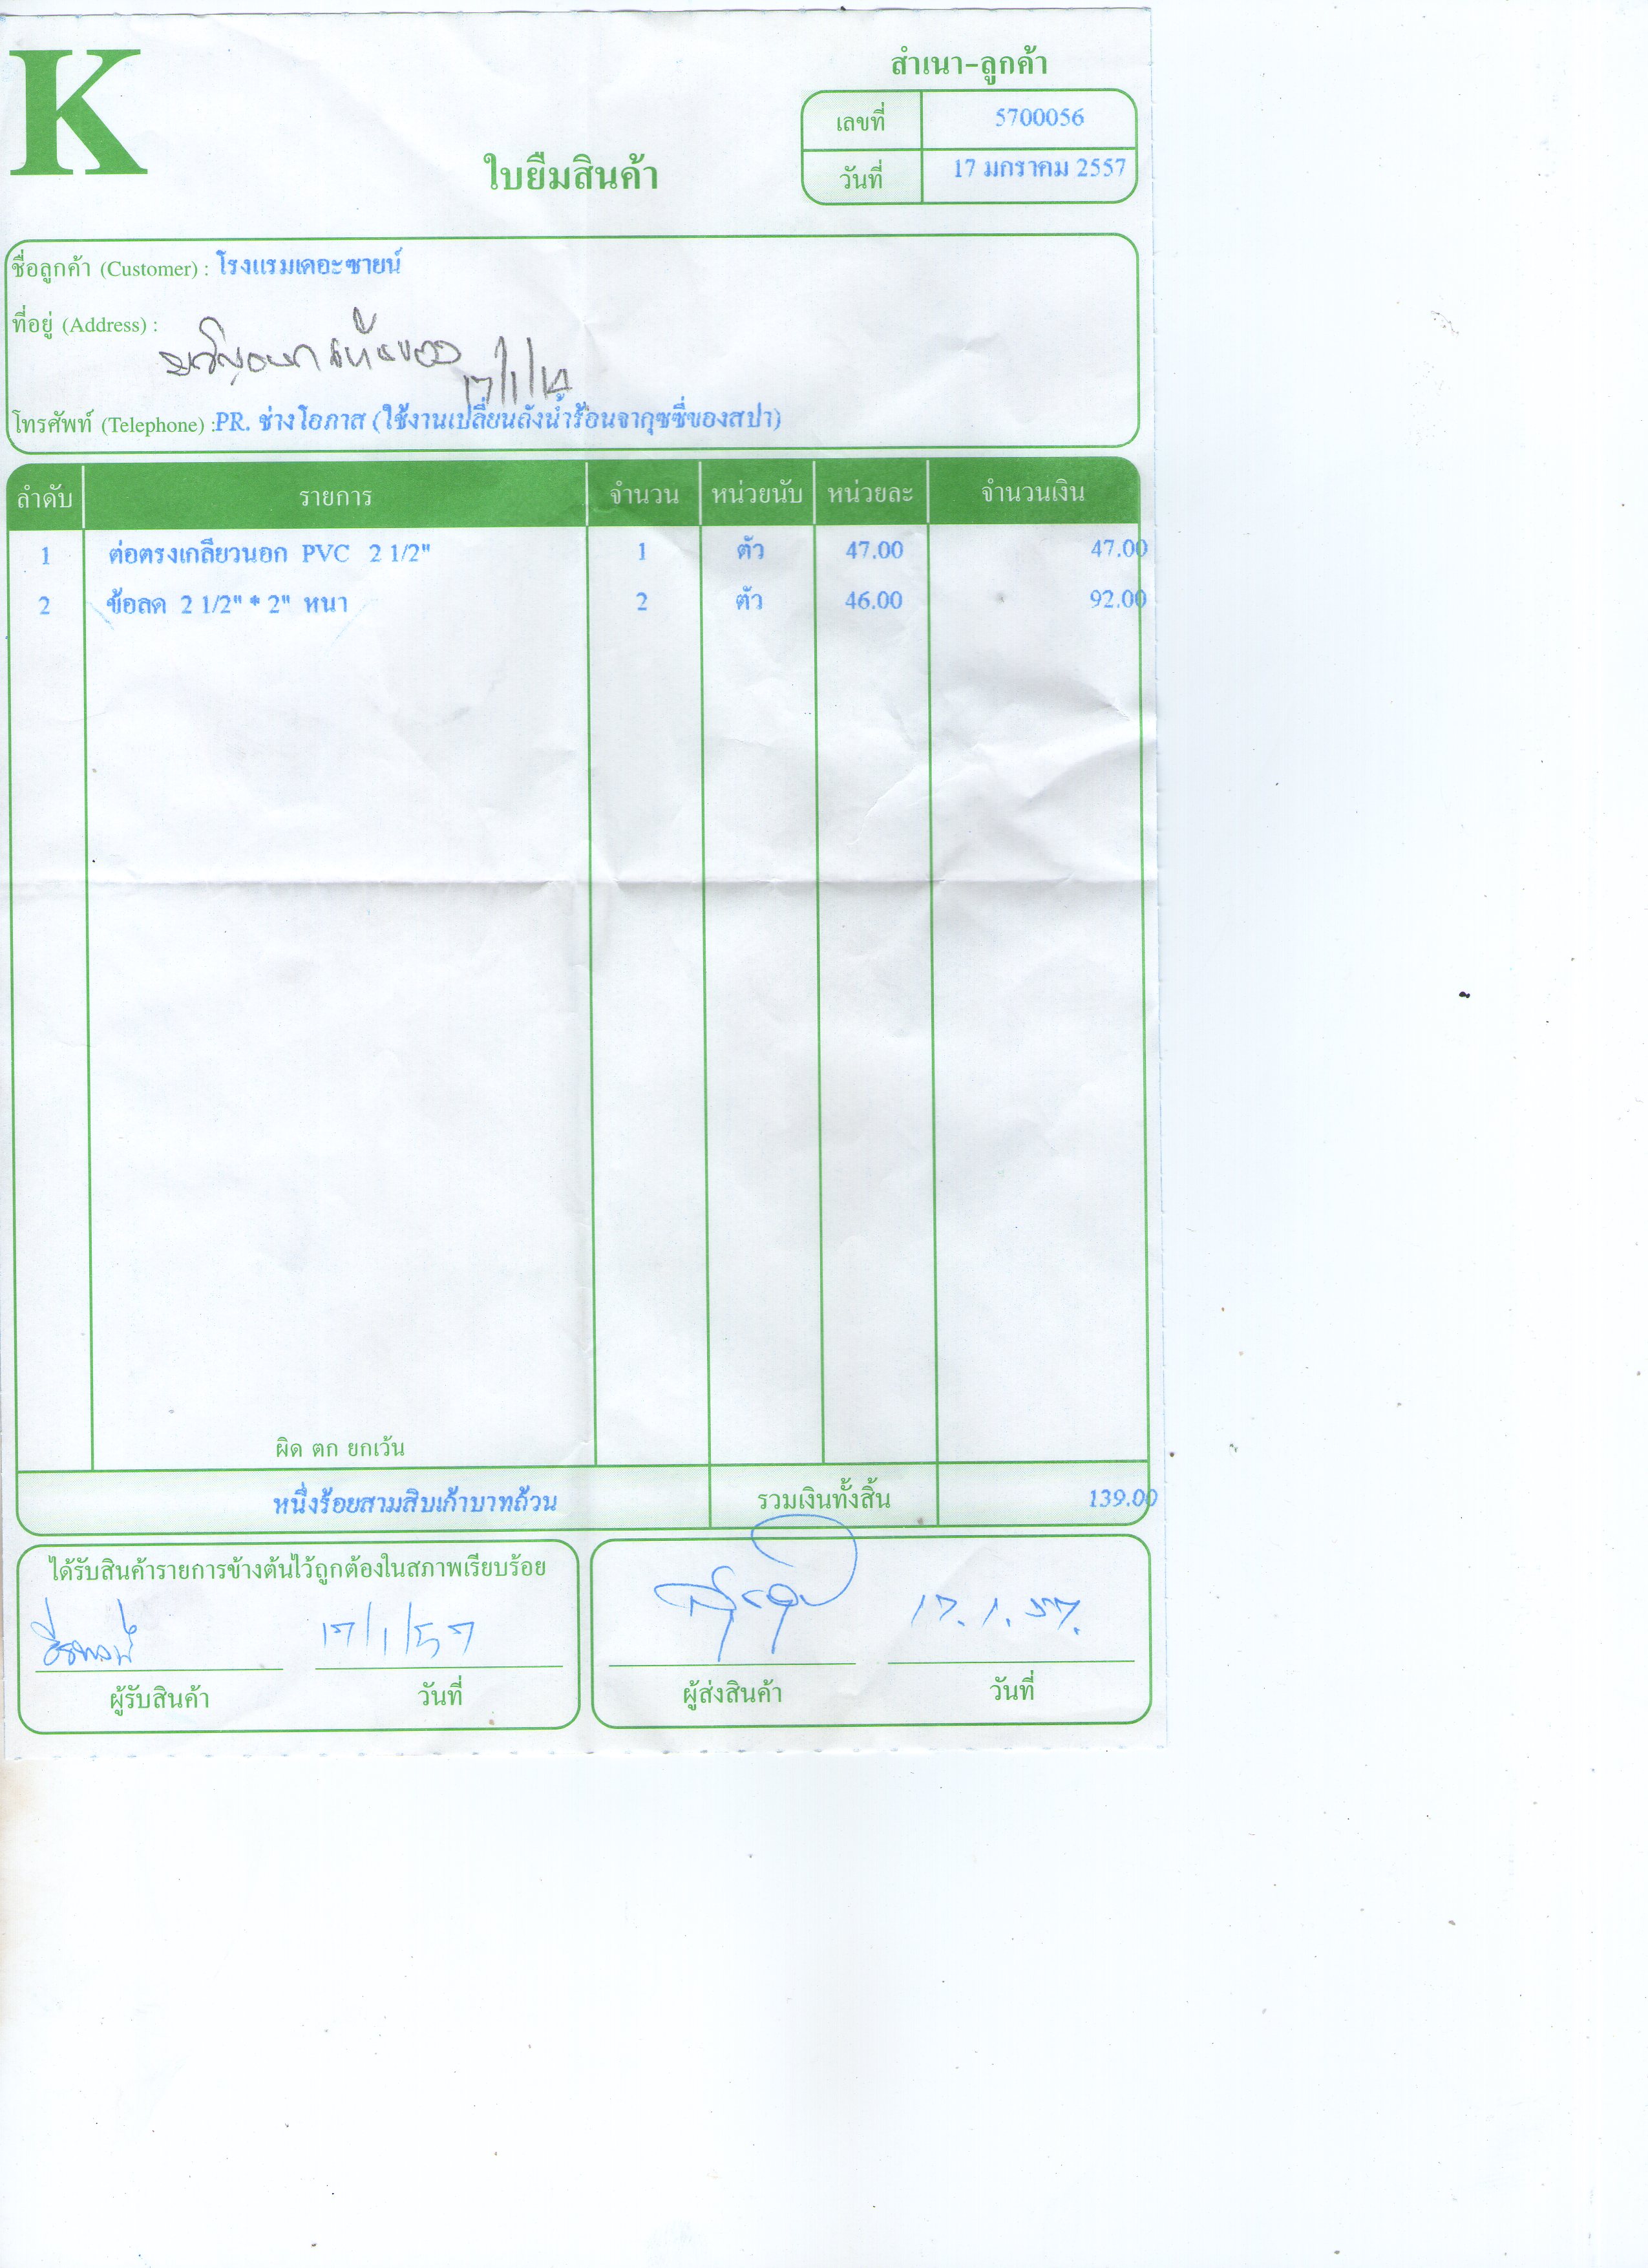 K
สำเนา-ลูกค้า
เลขที่ 5700056
ใบยืมสินค้า
วันที่ 17 มกราคม 2557
ชื่อลูกค้า (Customer) : โรงแรมเดอะซายน์
ที่อยู่ (Address) :
17/1/14
โทรศัพท์ (Telephone) :PR. ช่างโอภาส (ใช้งานเปลี่ยนถังน้ำร้อนจากุซซี่ของสปา)
ลำดับ รายการ จำนวน หน่วยนับ หน่วยละ จำนวนเงิน
1 ต่อตรงเกลียวนอก PVC 2 1/2" 1 ตัว 47.00 47.00
2 ข้อลด 2 1/2" * 2" หนา 2 ตัว 46.00 92.00
ผิด ตก ยกเว้น
หนึ่งร้อยสามสิบเก้าบาทถ้วน รวมเงินทั้งสิ้น 139.00
ได้รับสินค้ารายการข้างต้นไว้ถูกต้องในสภาพเรียบร้อย
17/1/57 17.1.57.
ผู้รับสินค้า วันที่ ผู้ส่งสินค้า วันที่